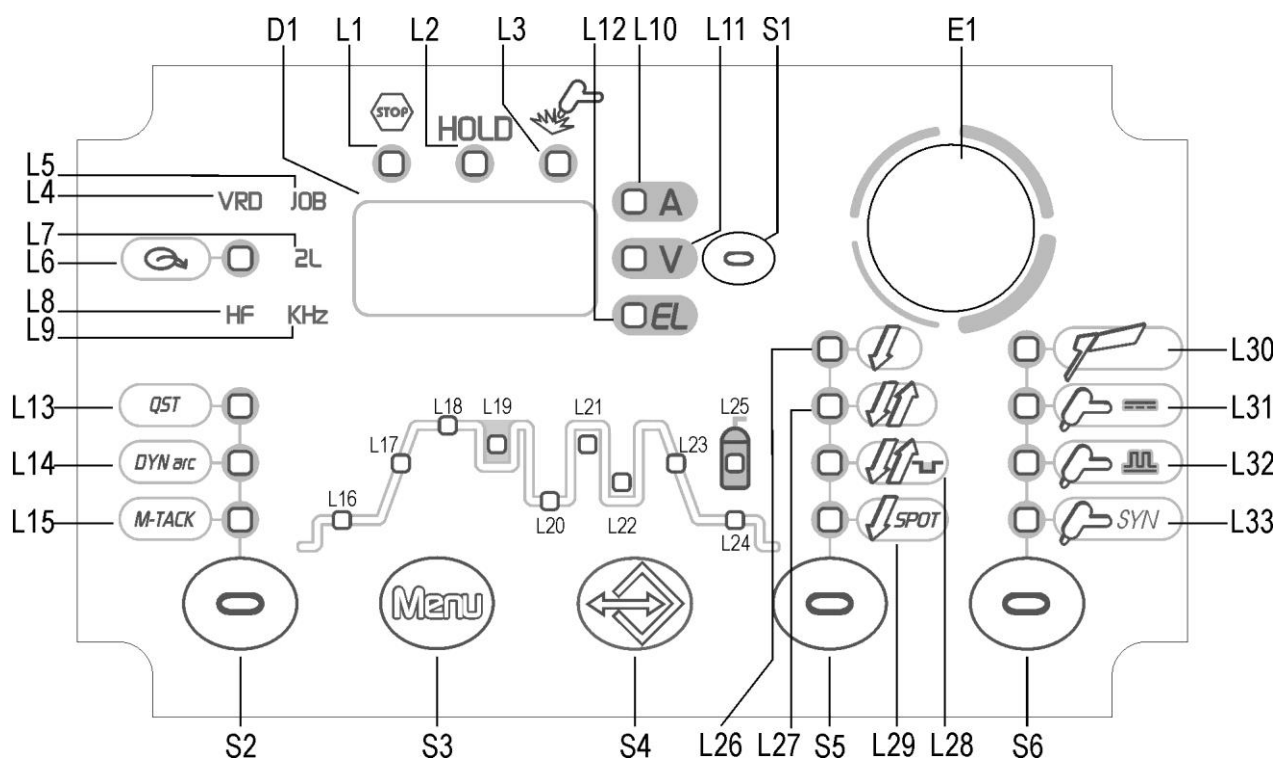 D1 L1 L2 L3 L12 L10 L11 S1 E1
STOP
HOLD
L5
L4 VRD JOB A
L7
L6 2L V
L8 HF KHz EL
L9
L30
L13 QST L18 L19 L21 L25 L31
L14 DYN arc L17 L23 L32
L15 M-TACK L16 L20 L22 L24 SPOT SYN L33
Menu
S2 S3 S4 L26 L27 S5 L29 L28 S6